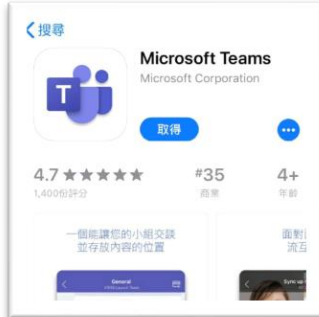 搜尋
T
Microsoft Teams
Microsoft Corporation
取得
4.7 ★★★★★
#35
4+
1,400份評分
商業
年齡
一個能讓您的小組交談
並存放內容的位置
面對
流互
General
Sync up